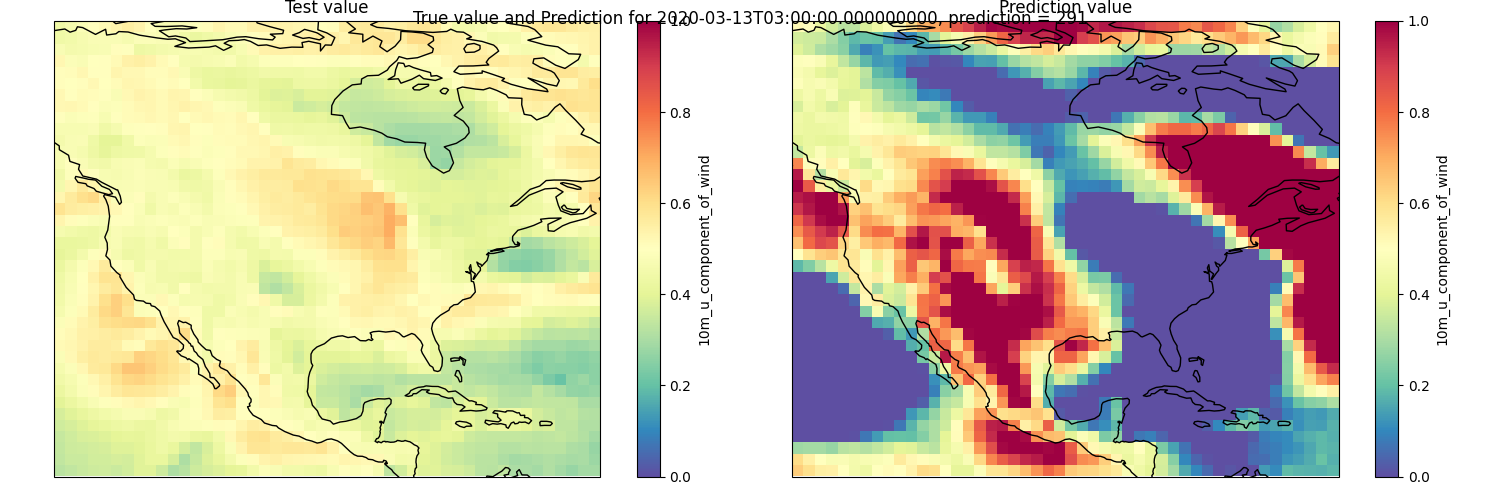 Test value
True value and Prediction for 2020-03-13T03:00:00.000000000, prediction = 291
Prediction value
1.0
0.8
0.6
0.4
0.2
0.0
10m_u_component_of_wind
1.0
0.8
0.6
0.4
0.2
0.0
10m_u_component_of_wind